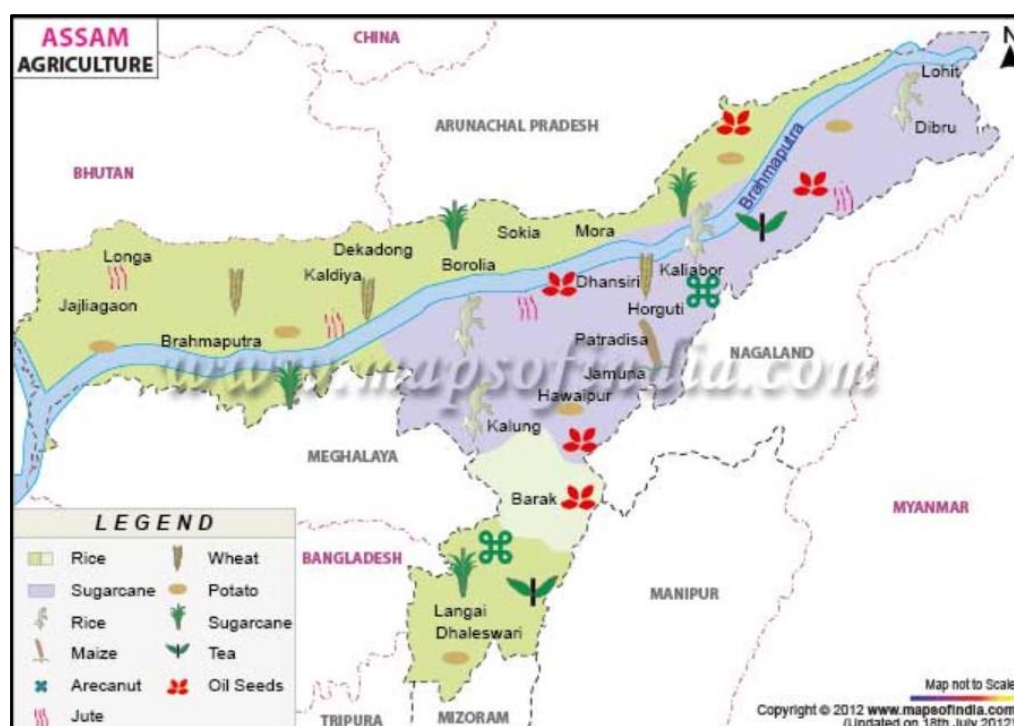 ASSAM
AGRICULTURE
CHINA
N
Lohit
ARUNACHAL PRADESH
Dibru
BHUTAN
Brahmaputra
Longa
Dekadong
Sokia
Mora
Kaldiya
Borolia
Kaliabor
Jajliagaon
Dhansiri
Horguti
Brahmaputra
Patradisa
NAGALAND
www.mapsofindia.com
Jamuna
Hawaipur
Kalung
MEGHALAYA
Barak
MYANMAR
LEGEND
Rice
Wheat
Sugarcane
Potato
Rice
Sugarcane
Maize
Tea
Arecanut
Oil Seeds
Jute
BANGLADESH
MANIPUR
Langai
Dhaleswari
TRIPURA
MIZORAM
Map not to Scale
Copyright © 2012 www.mapsofindia.com
(Updated on 18th July 2012)